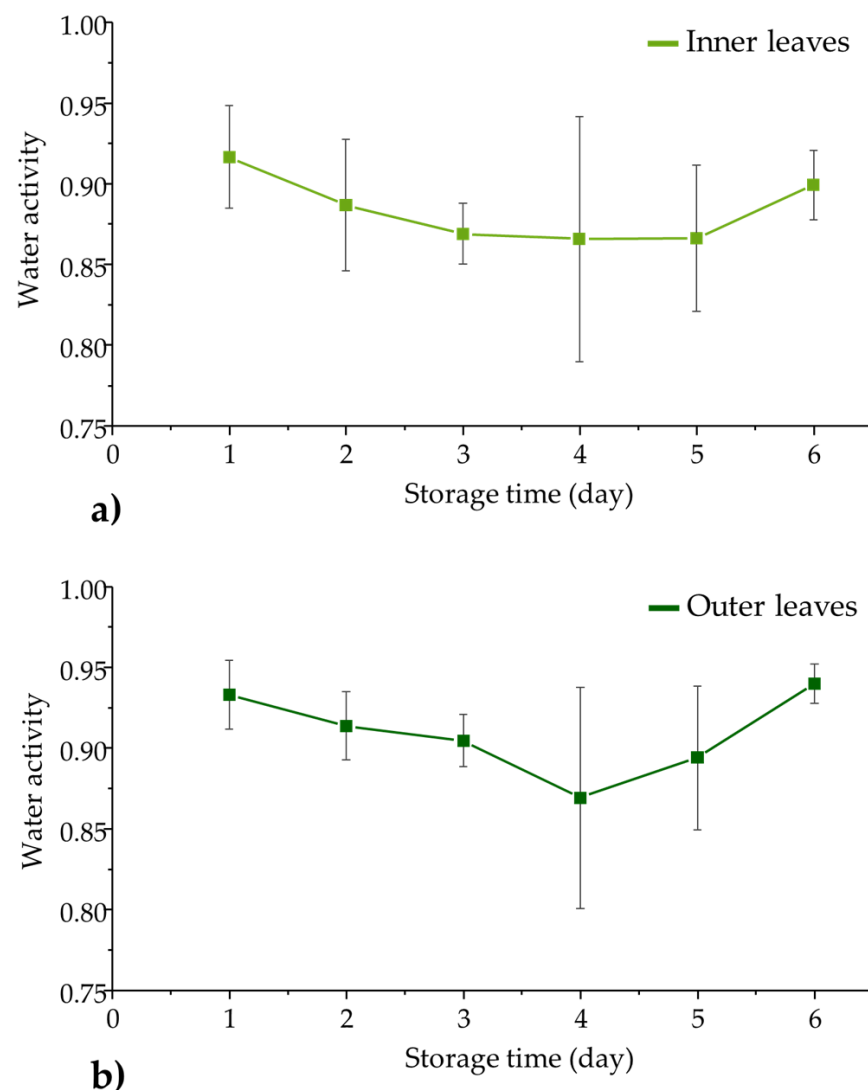 1.00
Inner leaves
0.95
0.90
0.85
0.80
0.75
Water activity
0 1 2 3 4 5 6
Storage time (day)
a)
1.00
Outer leaves
0.95
0.90
0.85
0.80
0.75
Water activity
0 1 2 3 4 5 6
Storage time (day)
b)